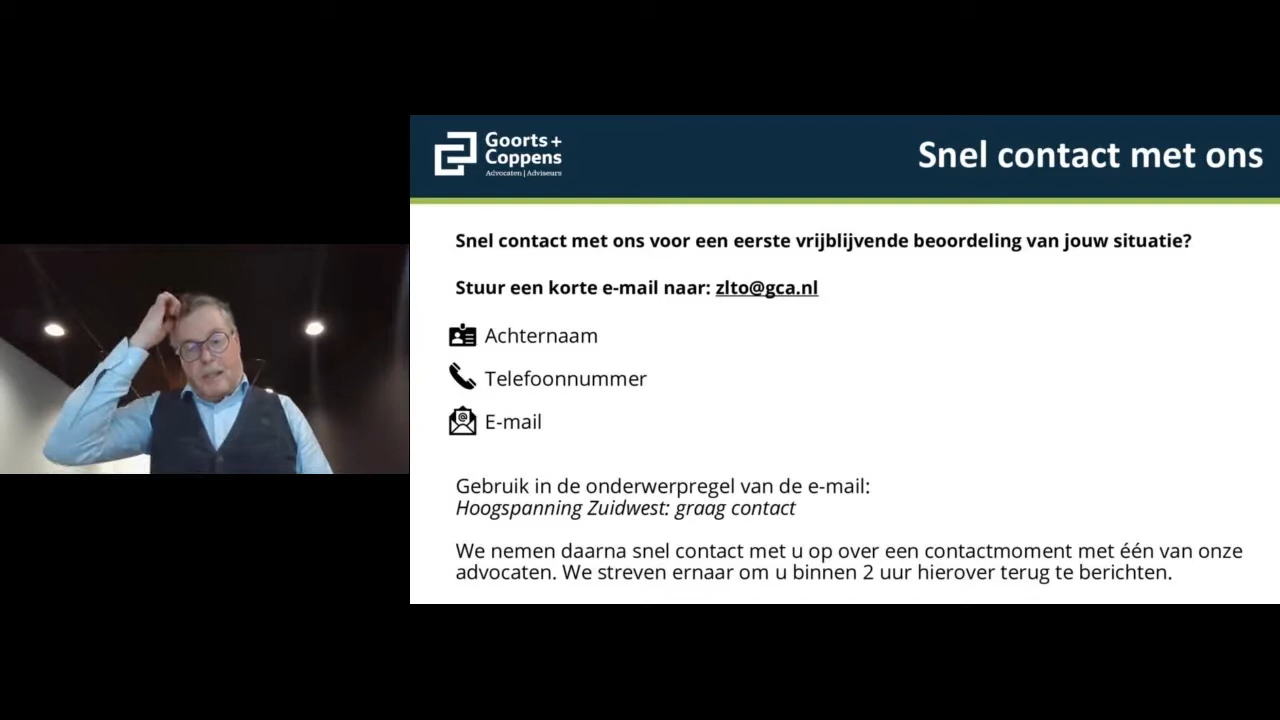 Goorts+
Coppens
Advocaten | Adviseurs
Snel contact met ons
Snel contact met ons voor een eerste vrijblijvende beoordeling van jouw situatie?
Stuur een korte e-mail naar: zlto@gca.nl
Achternaam
Telefoonnummer
E-mail
Gebruik in de onderwerpregel van de e-mail:
Hoogspanning Zuidwest: graag contact
We nemen daarna snel contact met u op over een contactmoment met één van onze
advocaten. We streven ernaar om u binnen 2 uur hierover terug te berichten.